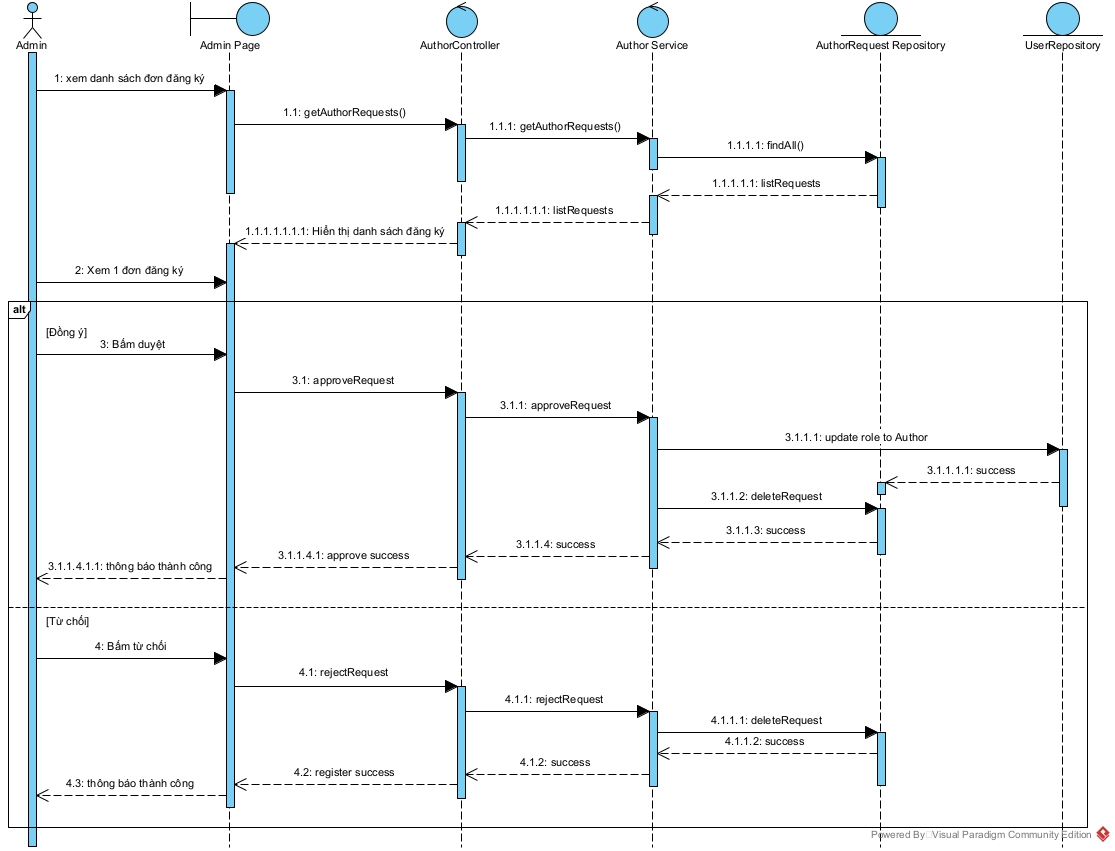 Admin
Admin Page
AuthorController
Author Service
AuthorRequest Repository
UserRepository
1: xem danh sách đơn đăng ký
1.1: getAuthorRequests()
1.1.1: getAuthorRequests()
1.1.1.1: findAll()
1.1.1.1.1: listRequests
1.1.1.1.1.1: listRequests
1.1.1.1.1.1.1: Hiển thị danh sách đăng ký
2: Xem 1 đơn đăng ký
alt
[Đồng ý]
3: Bấm duyệt
3.1: approveRequest
3.1.1: approveRequest
3.1.1.1: update role to Author
3.1.1.1.1: success
3.1.1.2: deleteRequest
3.1.1.3: success
3.1.1.4: success
3.1.1.4.1: approve success
3.1.1.4.1.1: thông báo thành công
[Từ chối]
4: Bấm từ chối
4.1: rejectRequest
4.1.1: rejectRequest
4.1.1.1: deleteRequest
4.1.1.2: success
4.1.2: success
4.2: register success
4.3: thông báo thành công
Powered By Visual Paradigm Community Edition